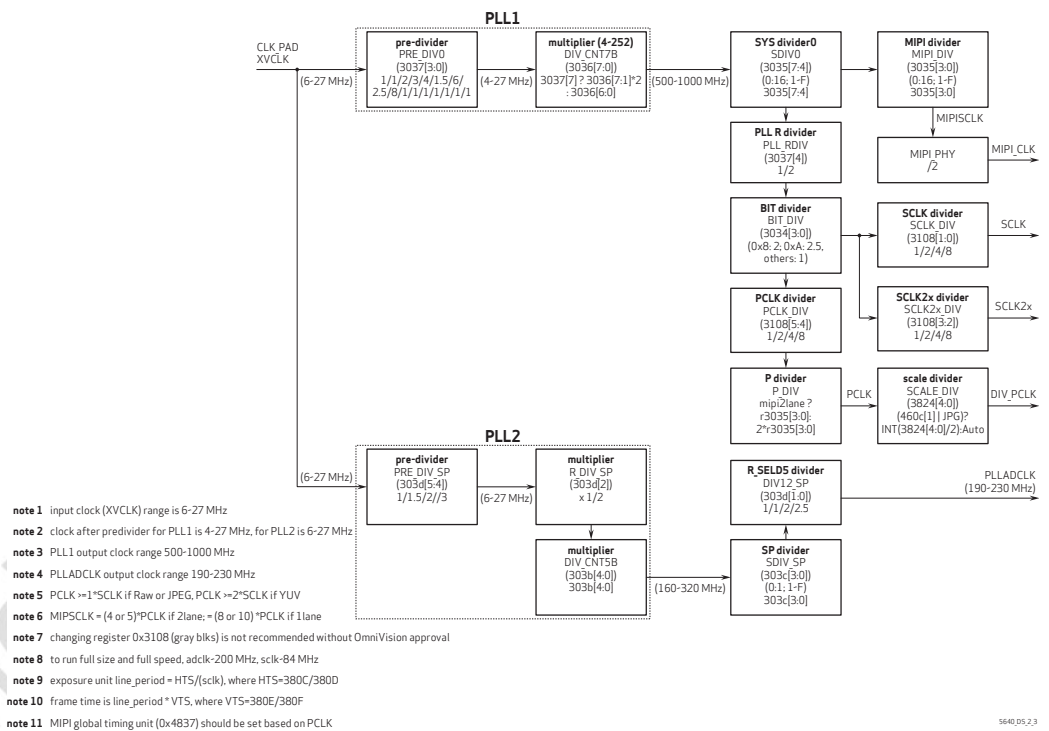 PLL1
CLK_PAD
XVCLK
(6-27 MHz)
pre-divider
PRE_DIV0
(3037[3:0])
1/1/2/3/4/1.5/6/
2.5/8/1/1/1/1/1/1/1
(4-27 MHz)
multiplier (4-252)
DIV_CNT7B
(3036[7:0])
3037[7] ? 3036[7:1]*2
: 3036[6:0]
(500-1000 MHz)
SYS divider0
SDIV0
(3035[7:4])
(0:16; 1-F)
3035[7:4]
MIPI divider
MIPI_DIV
(3035[3:0])
(0:16; 1-F)
3035[3:0]
MIPISCLK
PLL R divider
PLL_RDIV
(3037[4])
1/2
MIPI PHY
/2
MIPI_CLK
BIT divider
BIT_DIV
(3034[3:0])
(0x8: 2; 0xA: 2.5,
others: 1)
SCLK divider
SCLK_DIV
(3108[1:0])
1/2/4/8
SCLK
PCLK divider
PCLK_DIV
(3108[5:4])
1/2/4/8
SCLK2x divider
SCLK2x_DIV
(3108[3:2])
1/2/4/8
SCLK2x
P divider
P_DIV
mipi2lane ?
r3035[3:0]:
2*r3035[3:0]
PCLK
scale divider
SCALE_DIV
(3824[4:0])
(460c[1] | JPG)?
INT(3824[4:0]/2):Auto
DIV_PCLK
PLL2
(6-27 MHz)
pre-divider
PRE_DIV_SP
(303d[5:4])
1/1.5/2//3
(6-27 MHz)
multiplier
R_DIV_SP
(303d[2])
x 1/2
multiplier
DIV_CNT5B
(303b[4:0])
303b[4:0]
(160-320 MHz)
R_SELD5 divider
DIV12_SP
(303d[1:0])
1/1/2/2.5
PLLADCLK
(190-230 MHz)
SP divider
SDIV_SP
(303c[3:0])
(0:1; 1-F)
303c[3:0]
note 1 input clock (XVCLK) range is 6-27 MHz
note 2 clock after predivider for PLL1 is 4-27 MHz, for PLL2 is 6-27 MHz
note 3 PLL1 output clock range 500-1000 MHz
note 4 PLLADCLK output clock range 190-230 MHz
note 5 PCLK >=1*SCLK if Raw or JPEG, PCLK >=2*SCLK if YUV
note 6 MIPSCLK = (4 or 5)*PCLK if 2lane; = (8 or 10) *PCLK if 1lane
note 7 changing register 0x3108 (gray blks) is not recommended without OmniVision approval
note 8 to run full size and full speed, adclk~200 MHz, sclk~84 MHz
note 9 exposure unit line_period = HTS/(sclk), where HTS=380C/380D
note 10 frame time is line_period * VTS, where VTS=380E/380F
note 11 MIPI global timing unit (0x4837) should be set based on PCLK
5640_DS_2_3